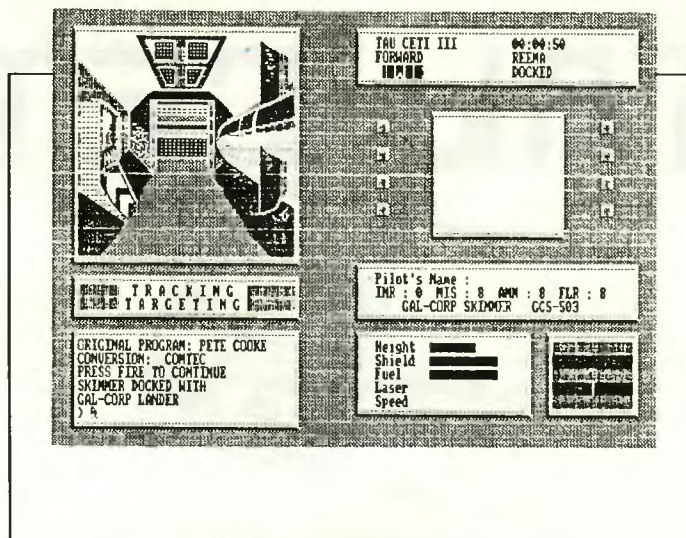 TAU CETI III 00:00:50
FORWARD REEMA
DOCKED
TRACKING
TARGETING
Pilot's Name :
IMR : 0 MIS : 8 AMM : 8 FLR : 8
GAL-CORP SKIMMER GCS-503
ORIGINAL PROGRAM: PETE COOKE
CONVERSION: COMTEC
PRESS FIRE TO CONTINUE
SKIMMER DOCKED WITH
GAL-CORP LANDER
Height
Shield
Fuel
Laser
Speed